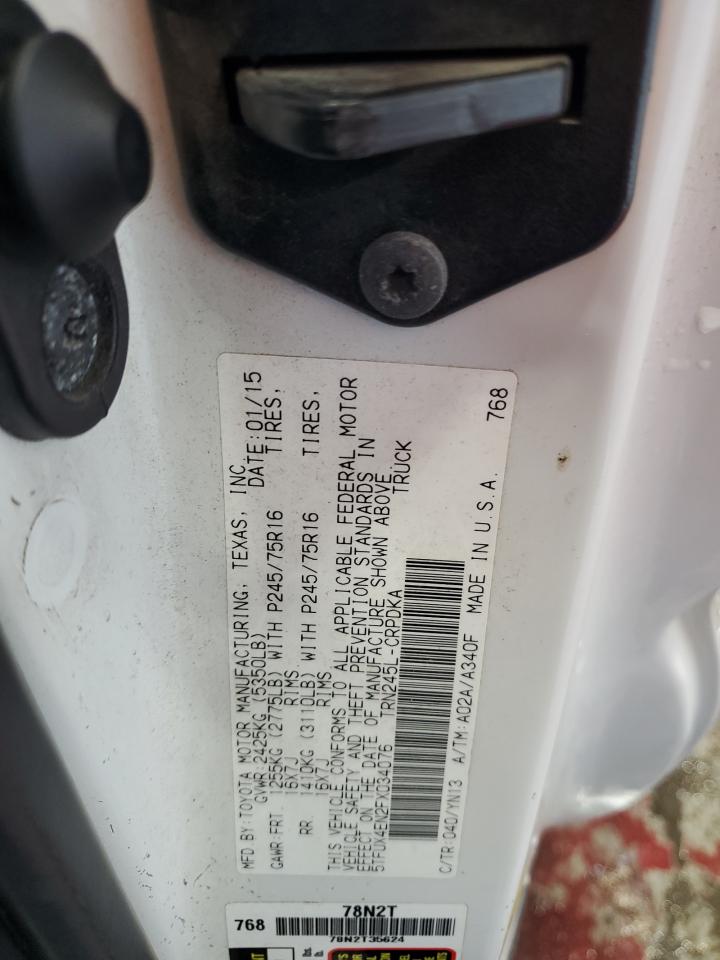 MFD BY:TOYOTA MOTOR MANUFACTURING, TEXAS, INC.
GVWR:2425KG (5350LB) DATE:01/15
GAWR:FRT. 1255KG (2775LB) WITH P245/75R16 TIRES,
16X7J RIMS
RR. 1410KG (3110LB) WITH P245/75R16 TIRES,
16X7J RIMS
THIS VEHICLE CONFORMS TO ALL APPLICABLE FEDERAL MOTOR
VEHICLE SAFETY AND THEFT PREVENTION STANDARDS IN
EFFECT ON THE DATE OF MANUFACTURE SHOWN ABOVE.
5TFUX4EN2FX034076 TRN245L-CRPDKA TRUCK
C/TR:040/YN13 A/TM:A02A/A340F MADE IN U.S.A. 768
78N2T
768
78N2T35624